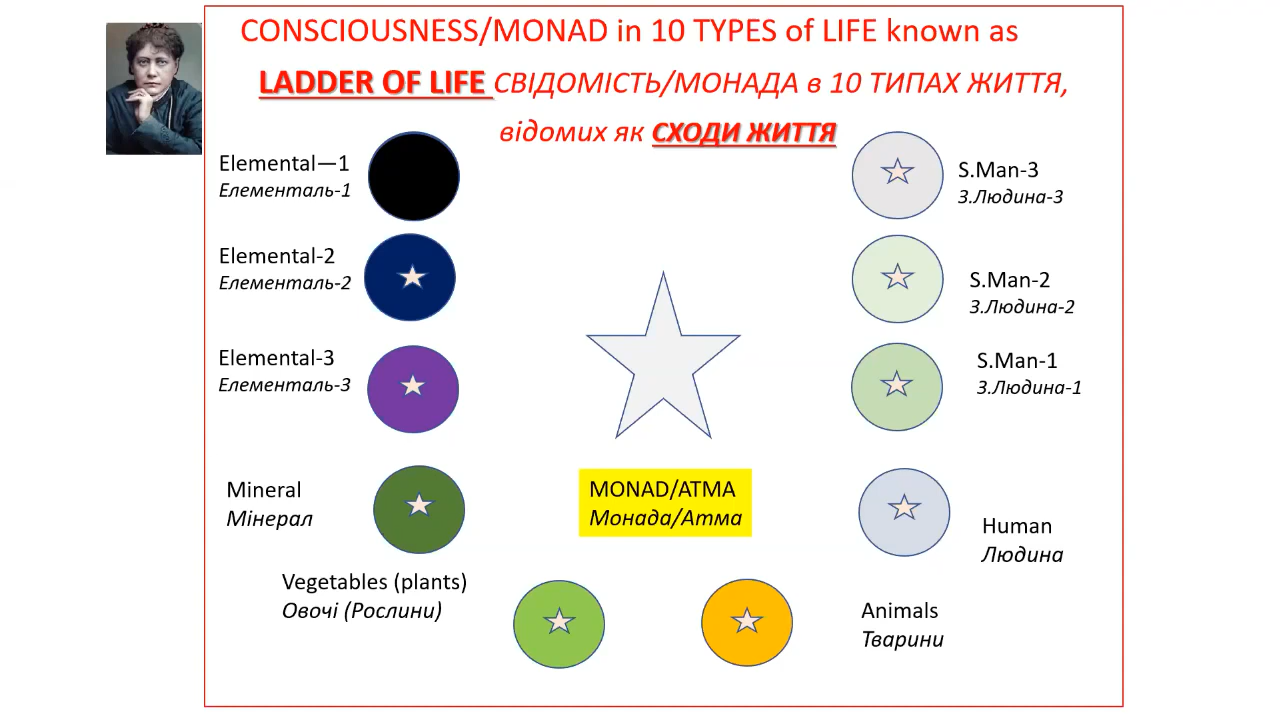 CONSCIOUSNESS/MONAD in 10 TYPES of LIFE known as
LADDER OF LIFE СВІДОМІСТЬ/МОНАДА в 10 ТИПАХ ЖИТТЯ,
відомих як СХОДИ ЖИТТЯ
Elemental—1
Елементаль-1
Elemental-2
Елементаль-2
Elemental-3
Елементаль-3
Mineral
Мінерал
Vegetables (plants)
Овочі (Рослини)
MONAD/ATMA
Монада/Атма
S.Man-3
З.Людина-3
S.Man-2
З.Людина-2
S.Man-1
З.Людина-1
Human
Людина
Animals
Тварини